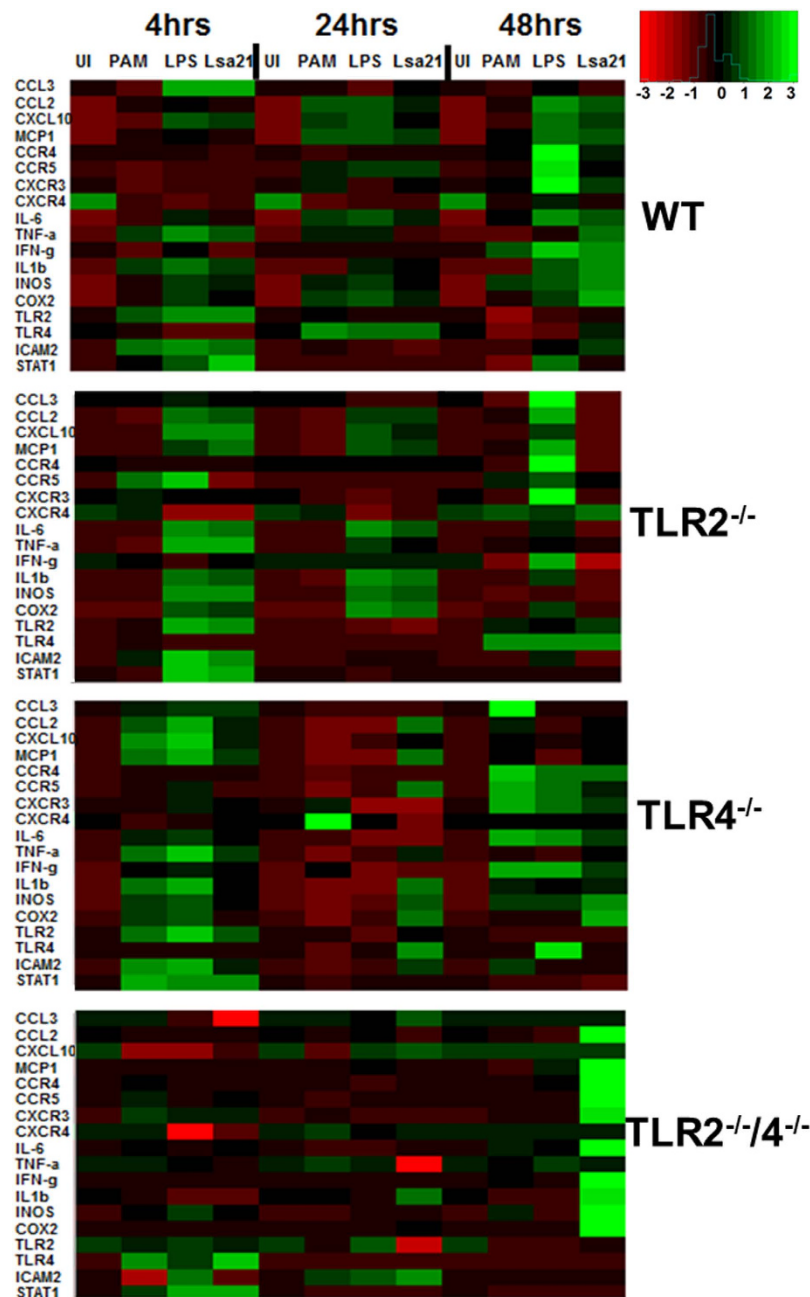 4hrs 24hrs 48hrs
UI PAM LPS Lsa21 UI PAM LPS Lsa21 UI PAM LPS Lsa21
-3 -2 -1 0 1 2 3
CCL3
CCL2
CXCL10
MCP1
CCR4
CCR5
CXCR3
CXCR4
IL-6
TNF-a
IFN-g
IL1b
INOS
COX2
TLR2
TLR4
ICAM2
STAT1
WT
CCL3
CCL2
CXCL10
MCP1
CCR4
CCR5
CXCR3
CXCR4
IL-6
TNF-a
IFN-g
IL1b
INOS
COX2
TLR2
TLR4
ICAM2
STAT1
TLR2-/-
CCL3
CCL2
CXCL10
MCP1
CCR4
CCR5
CXCR3
CXCR4
IL-6
TNF-a
IFN-g
IL1b
INOS
COX2
TLR2
TLR4
ICAM2
STAT1
TLR4-/-
CCL3
CCL2
CXCL10
MCP1
CCR4
CCR5
CXCR3
CXCR4
IL-6
TNF-a
IFN-g
IL1b
INOS
COX2
TLR2
TLR4
ICAM2
STAT1
TLR2-/-/4-/-